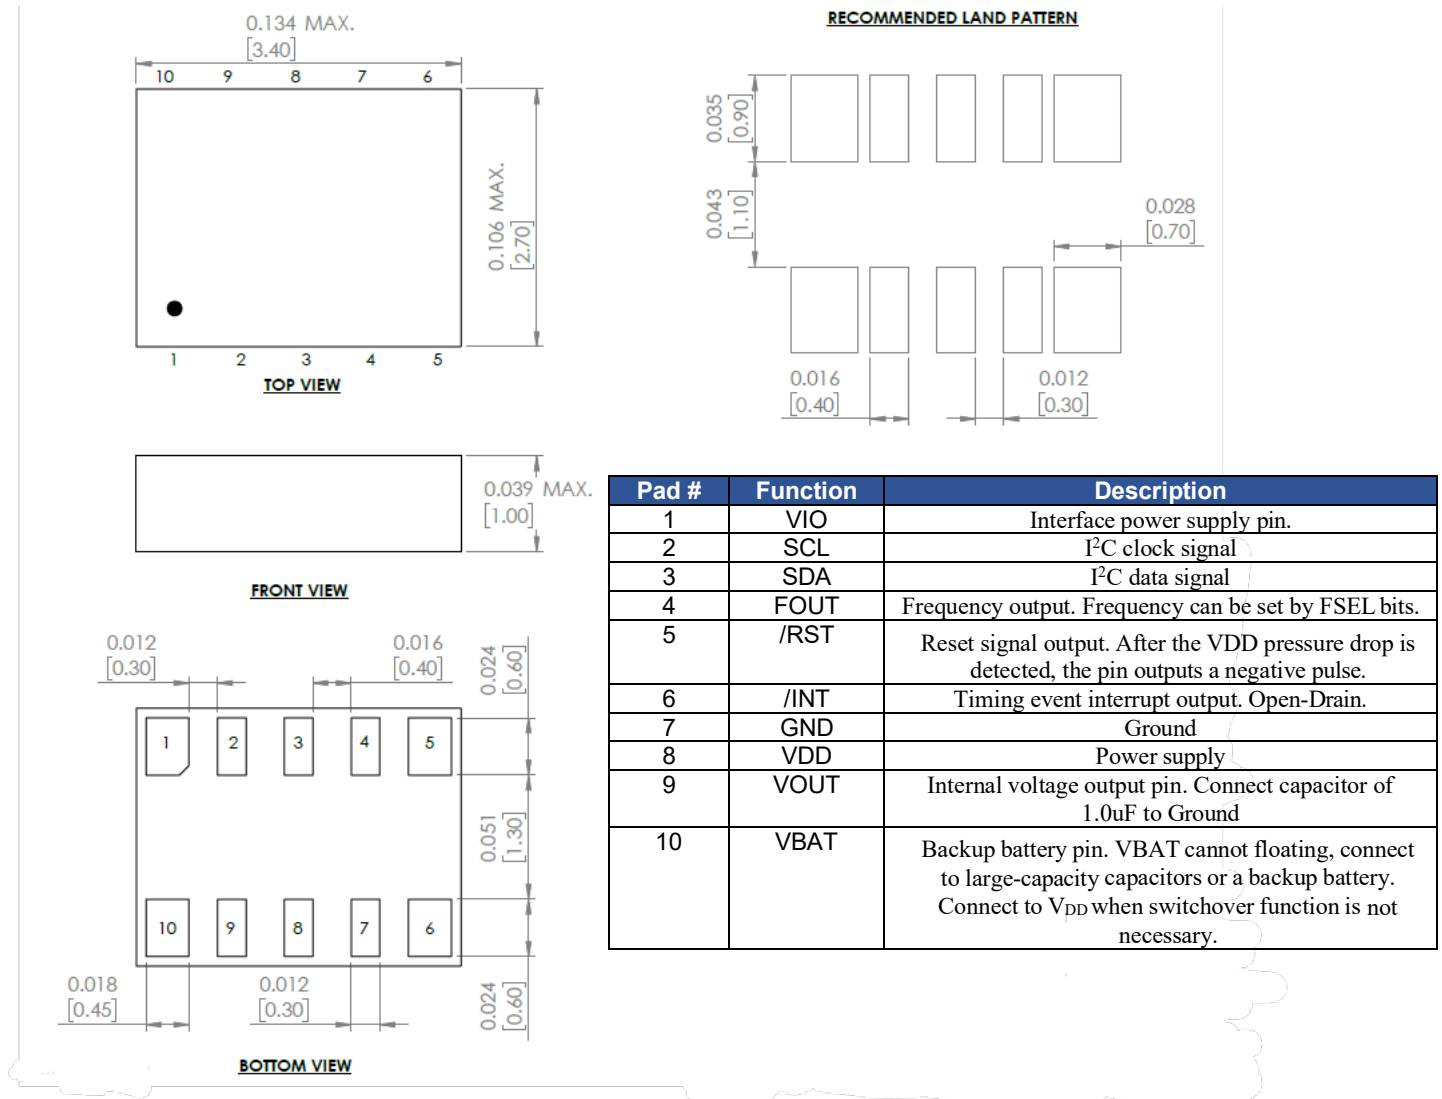 0.134 MAX.
[3.40]
10 9 8 7 6
0.106 MAX.
[2.70]
1 2 3 4 5
TOP VIEW
RECOMMENDED LAND PATTERN
0.035
[0.90]
0.043
[1.10]
0.028
[0.70]
0.016
[0.40]
0.012
[0.30]
0.039 MAX.
[1.00]
FRONT VIEW
0.012
[0.30]
0.016
[0.40]
0.024
[0.60]
1 2 3 4 5
0.051
[1.30]
10 9 8 7 6
0.018
[0.45]
0.012
[0.30]
0.024
[0.60]
BOTTOM VIEW
Pad # Function Description
1 VIO Interface power supply pin.
2 SCL I²C clock signal
3 SDA I²C data signal
4 FOUT Frequency output. Frequency can be set by FSEL bits.
5 /RST Reset signal output. After the VDD pressure drop is
detected, the pin outputs a negative pulse.
6 /INT Timing event interrupt output. Open-Drain.
7 GND Ground
8 VDD Power supply
9 VOUT Internal voltage output pin. Connect capacitor of
1.0uF to Ground
10 VBAT Backup battery pin. VBAT cannot floating, connect
to large-capacity capacitors or a backup battery.
Connect to VDD when switchover function is not
necessary.